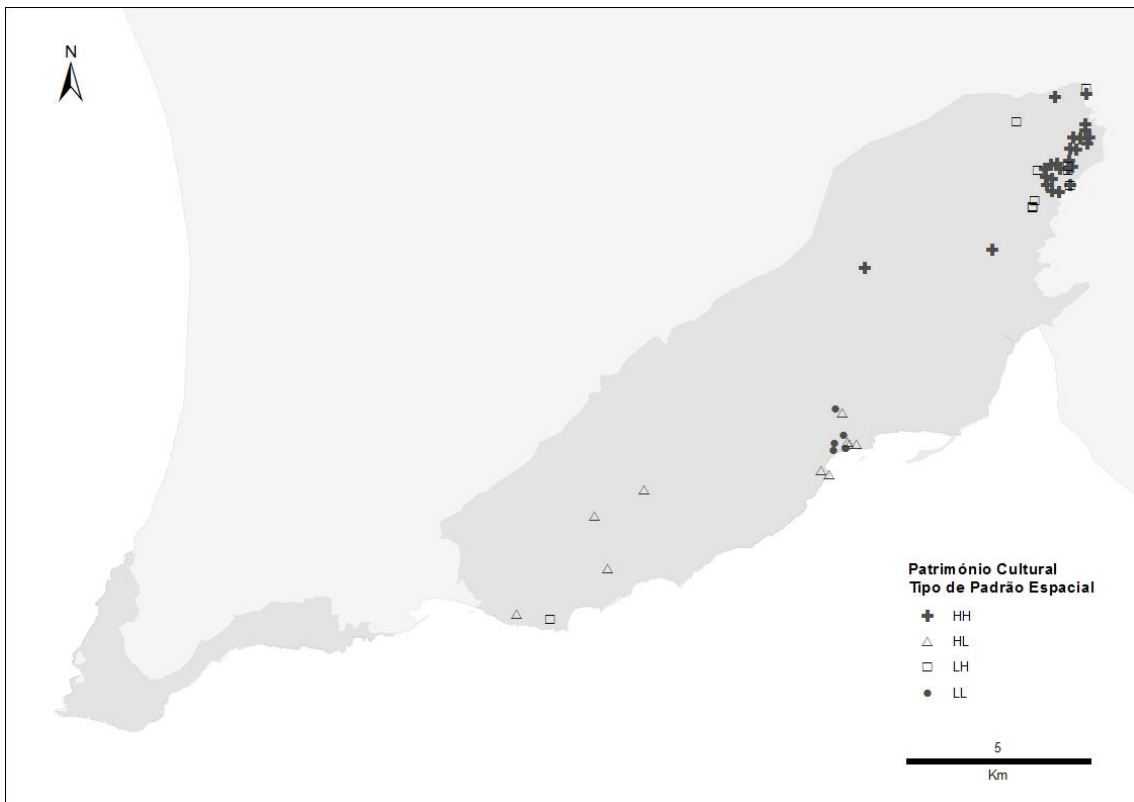 N
Património Cultural
Tipo de Padrão Espacial
HH
HL
LH
LL
5
Km